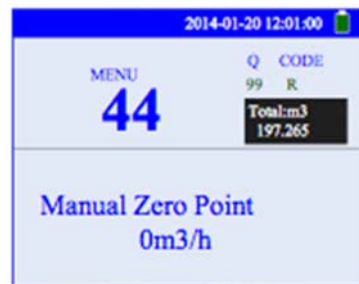 2014-01-20 12:01:00
MENU
44
Q CODE
99 R
Total:m3
197.265
Manual Zero Point
0m3/h